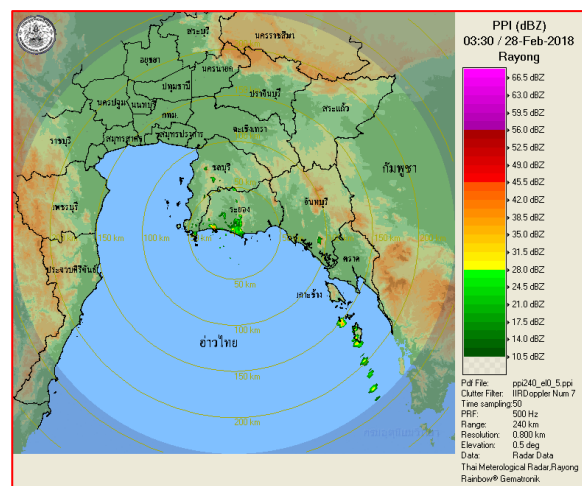 PPI (dBZ)
03:30 / 28-Feb-2018
Rayong
66.5 dBZ
63.0 dBZ
59.5 dBZ
56.0 dBZ
52.5 dBZ
49.0 dBZ
45.5 dBZ
42.0 dBZ
38.5 dBZ
35.0 dBZ
31.5 dBZ
28.0 dBZ
24.5 dBZ
21.0 dBZ
17.5 dBZ
14.0 dBZ
10.5 dBZ
Pdf File: ppi240_el0_5.ppi
Clutter Filter: IIRDoppler Num 7
Time sampling:50
PRF: 500 Hz
Range: 240 km
Resolution: 0.800 km
Elevation: 0.5 deg
Data: Radar Data
Thai Meterological Radar,Rayong
Rainbow® Gematronik
สระบุรี
นครราชสีมา
อยุธยา
นครนายก
ปทุมธานี
ปราจีนบุรี
นครปฐม
นนทบุรี
สระแก้ว
กทม.
สมุทรสาคร
สมุทรปราการ
ฉะเชิงเทรา
ราชบุรี
ชลบุรี
กัมพูชา
เพชรบุรี
ระยอง
จันทบุรี
150 km
100 km
ประจวบคีรีขันธ์
ตราด
50 km
เกาะช้าง
100 km
อ่าวไทย
150 km
200 km